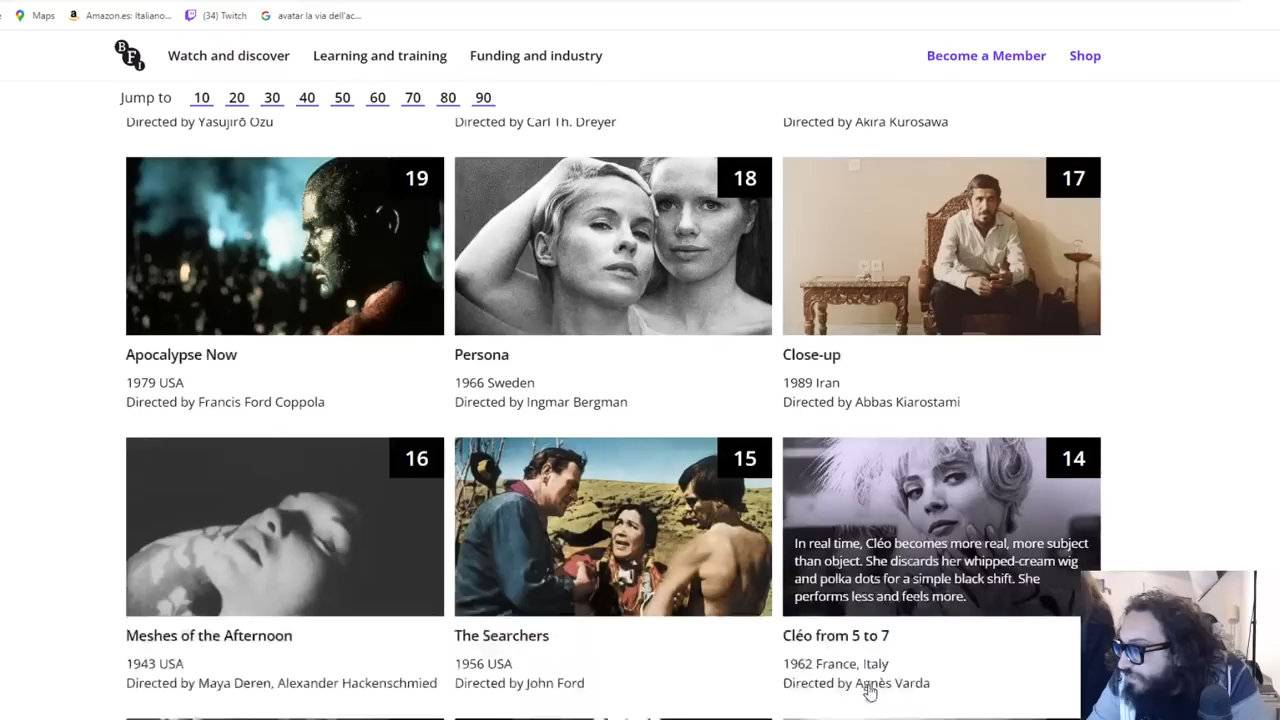 Maps Amazon.es: Italiano... (34) Twitch avatar la via dell'ac...
BFI Watch and discover Learning and training Funding and industry Become a Member Shop
Jump to 10 20 30 40 50 60 70 80 90
Directed by Yasujirō Ozu Directed by Carl Th. Dreyer Directed by Akira Kurosawa
19 18 17
Apocalypse Now Persona Close-up
1979 USA 1966 Sweden 1989 Iran
Directed by Francis Ford Coppola Directed by Ingmar Bergman Directed by Abbas Kiarostami
16 15 14
In real time, Cléo becomes more real, more subject
than object. She discards her whipped-cream wig
and polka dots for a simple black shift. She
performs less and feels more.
Meshes of the Afternoon The Searchers Cléo from 5 to 7
1943 USA 1956 USA 1962 France, Italy
Directed by Maya Deren, Alexander Hackenschmied Directed by John Ford Directed by Agnès Varda